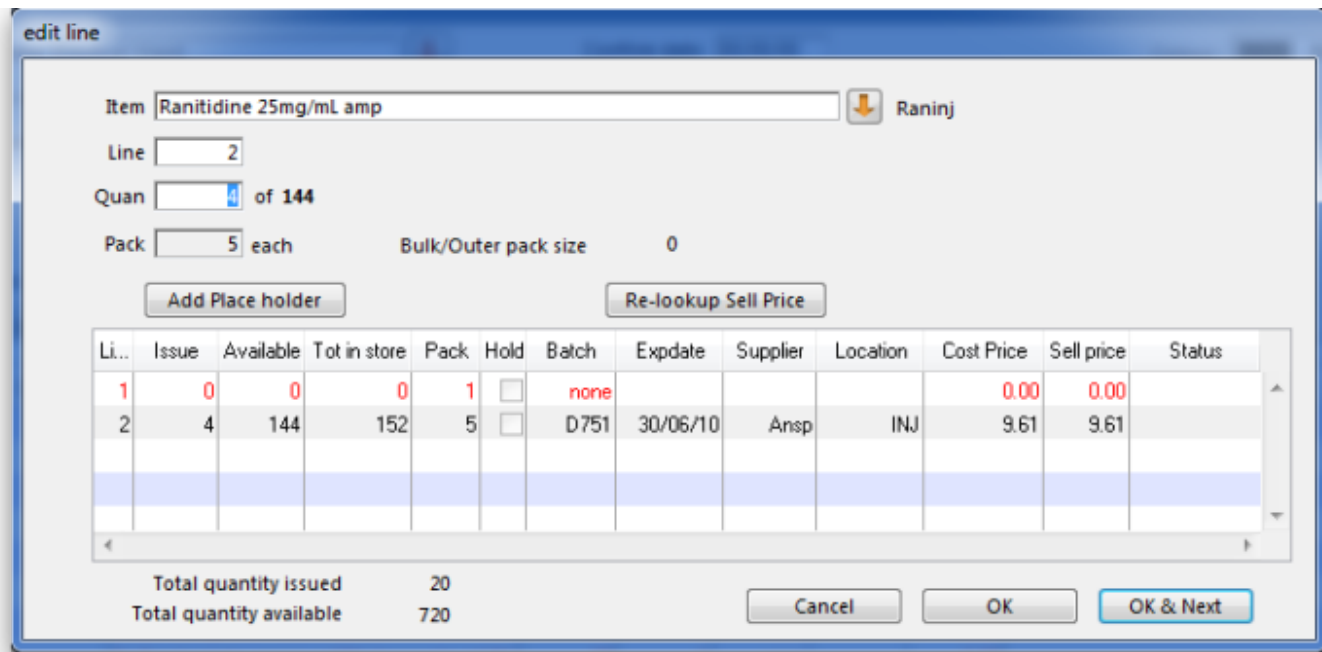 edit line
Item Ranitidine 25mg/mL amp Raninj
Line 2
Quan 4 of 144
Pack 5 each Bulk/Outer pack size 0
Add Place holder Re-lookup Sell Price
Li... Issue Available Tot in store Pack Hold Batch Expdate Supplier Location Cost Price Sell price Status
1 0 0 0 1 none 0.00 0.00
2 4 144 152 5 D751 30/06/10 Ansp INJ 9.61 9.61
Total quantity issued 20
Total quantity available 720
Cancel OK OK & Next